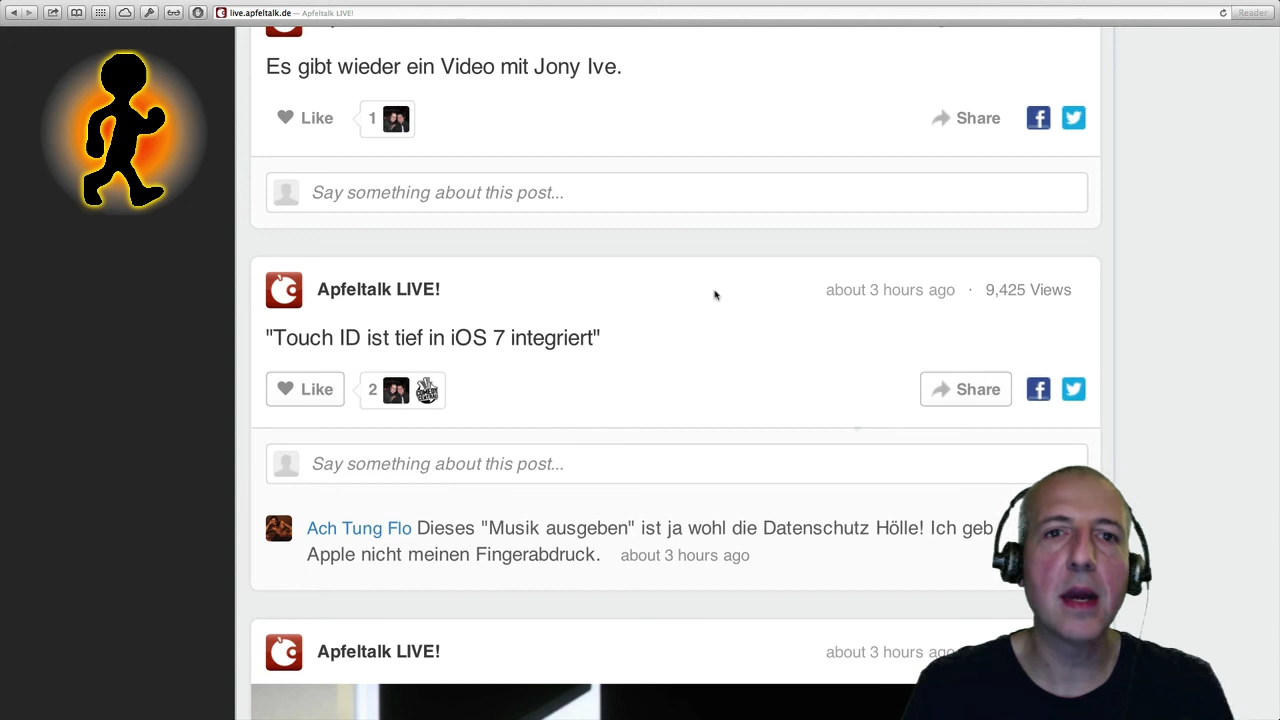 live.apfeltalk.de — Apfeltalk LIVE!
Reader
Es gibt wieder ein Video mit Jony Ive.
Like
1
Share
Say something about this post...
Apfeltalk LIVE!
about 3 hours ago · 9,425 Views
"Touch ID ist tief in iOS 7 integriert"
Like
2
COMEDY CENTRAL
Share
Say something about this post...
Ach Tung Flo Dieses "Musik ausgeben" ist ja wohl die Datenschutz Hölle! Ich geb
Apple nicht meinen Fingerabdruck. about 3 hours ago
Apfeltalk LIVE!
about 3 hours ago